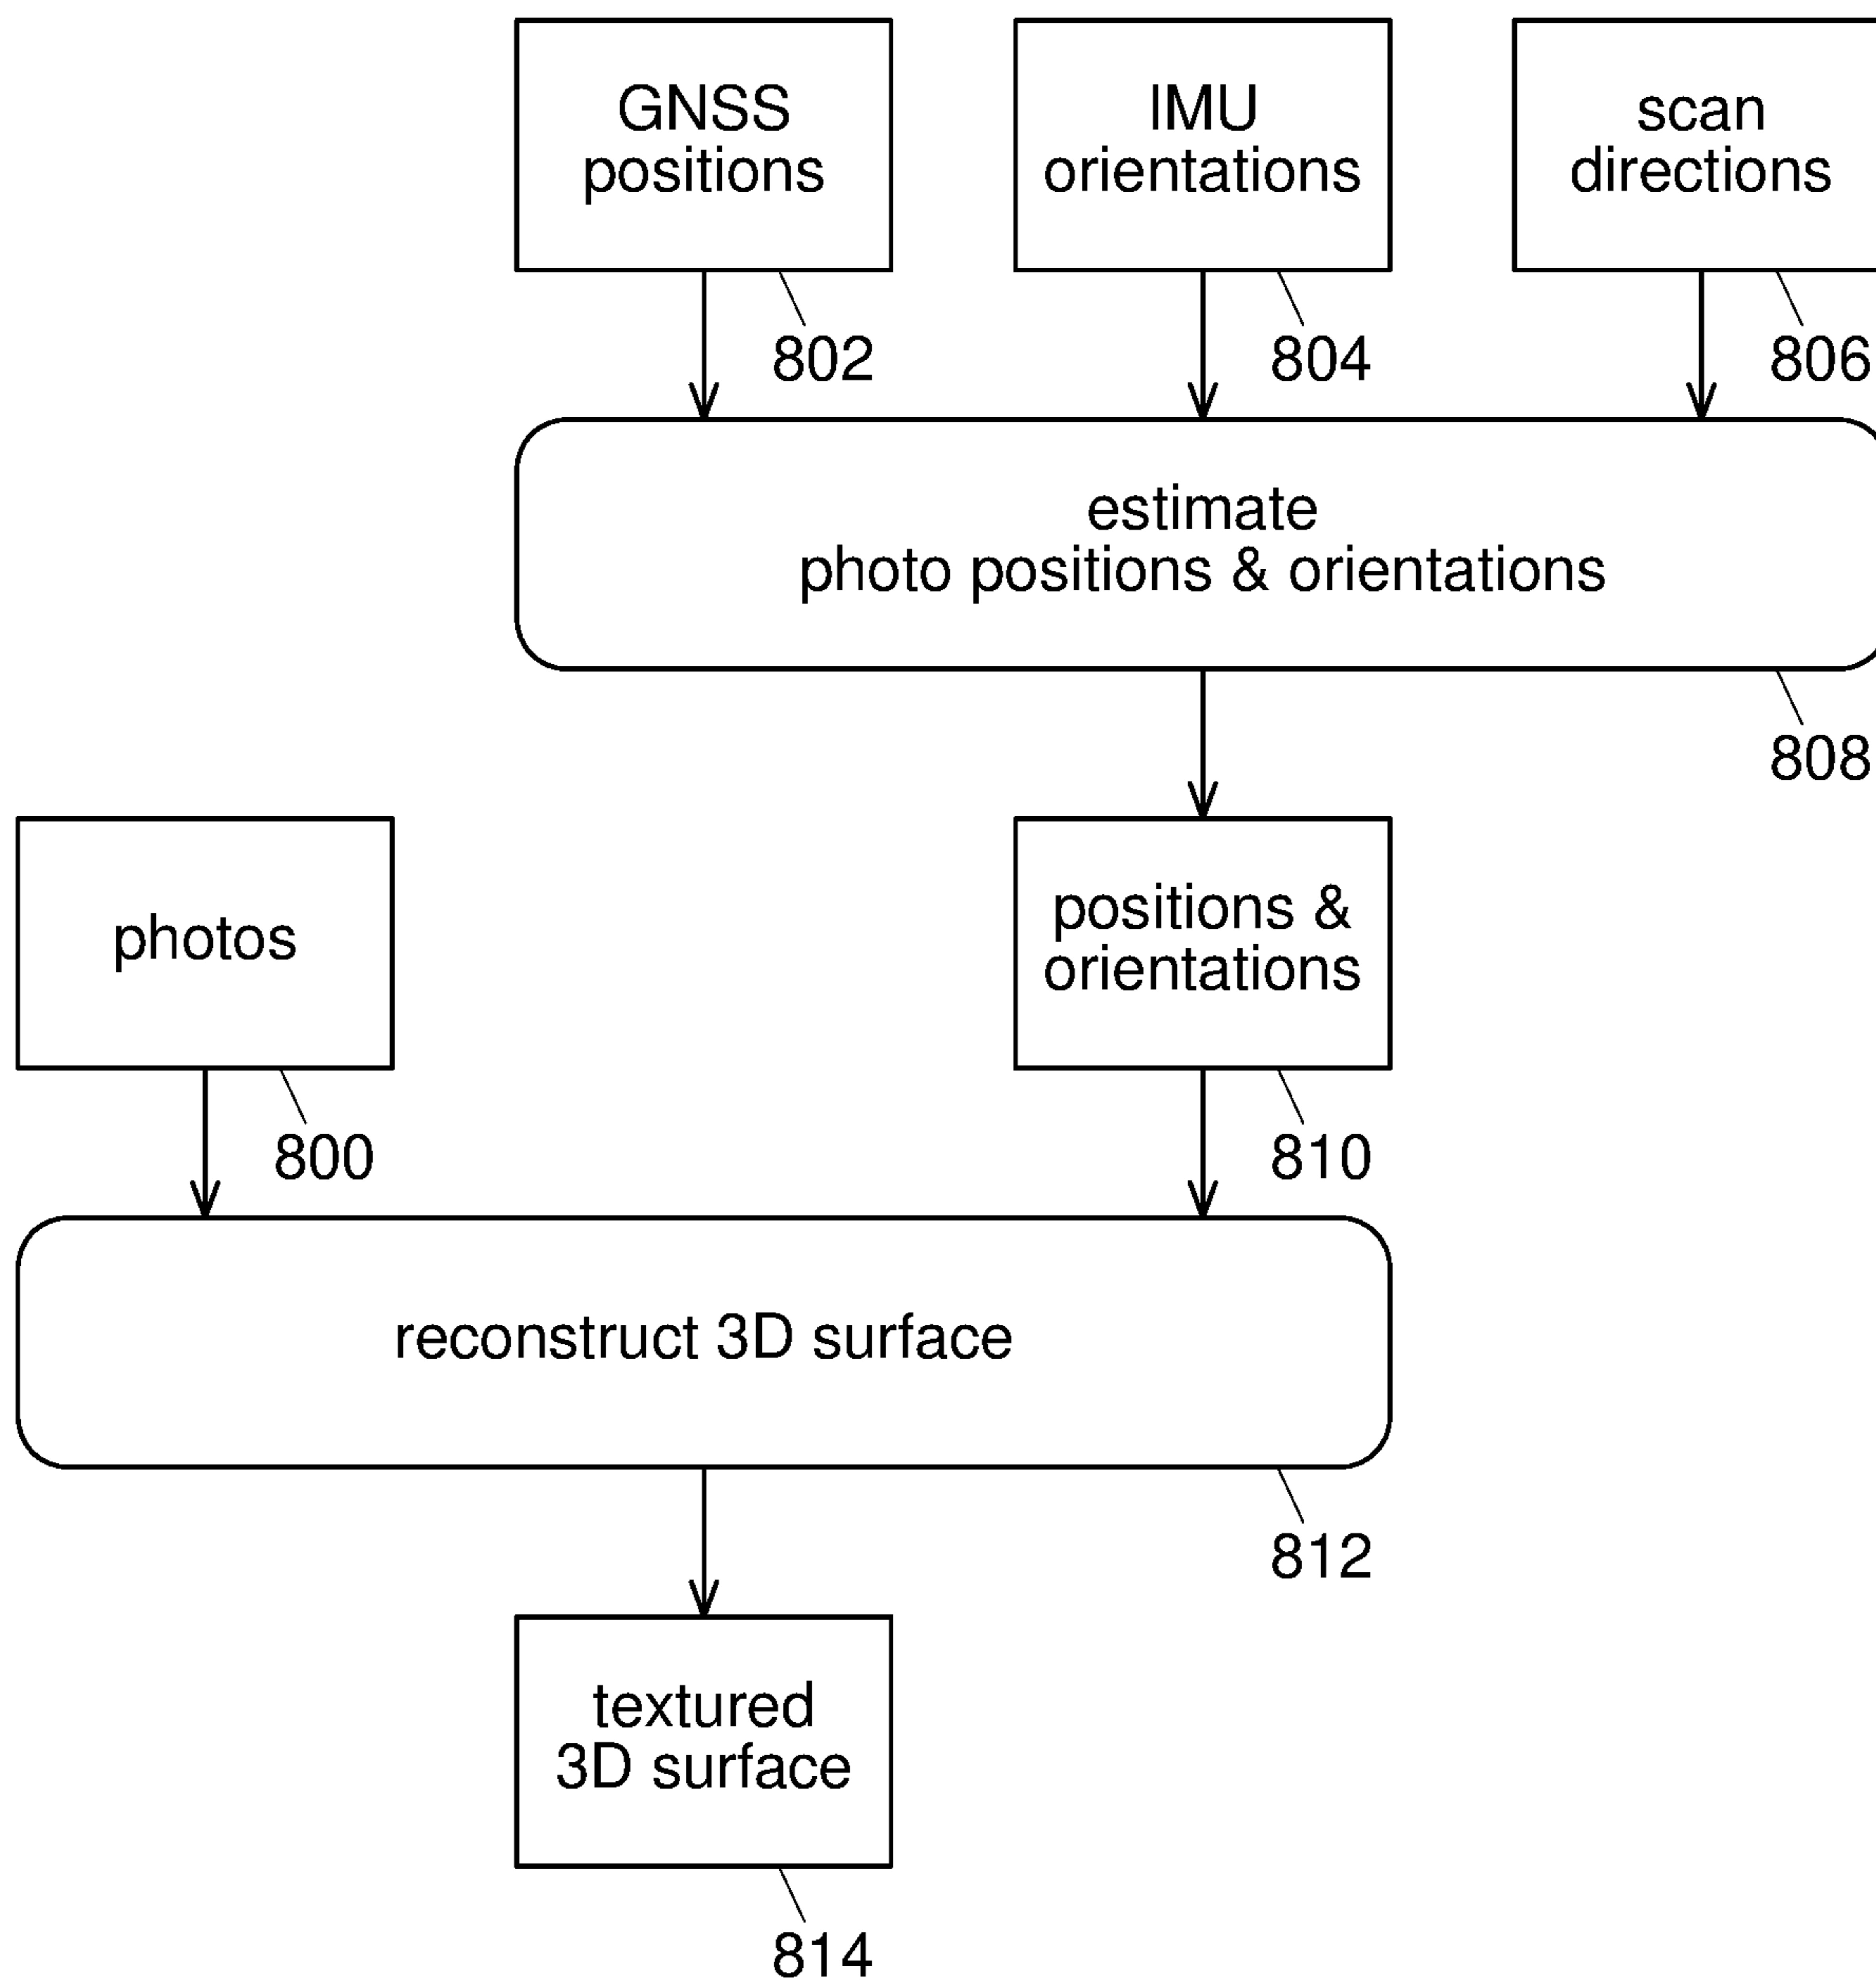 GNSS
positions
IMU
orientations
scan
directions
802
804
806
estimate
photo positions & orientations
808
photos
positions &
orientations
800
810
reconstruct 3D surface
812
textured
3D surface
814